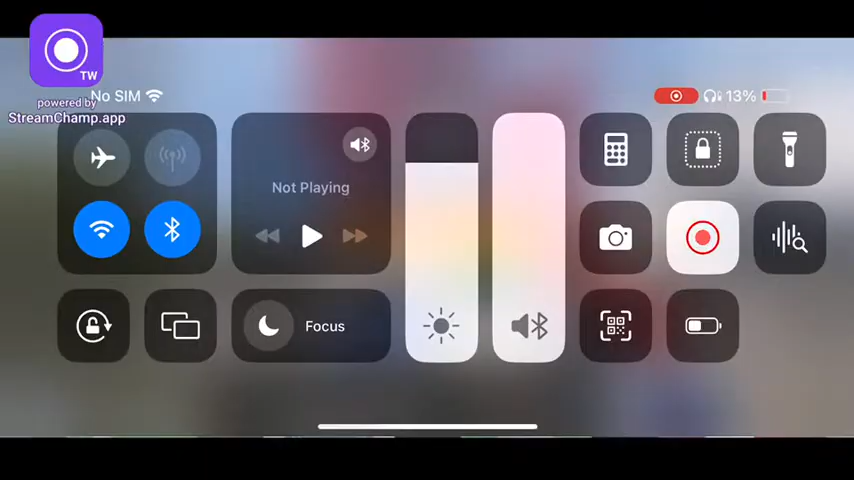 TW
powered by
StreamChamp.app
No SIM
13%
Not Playing
Focus